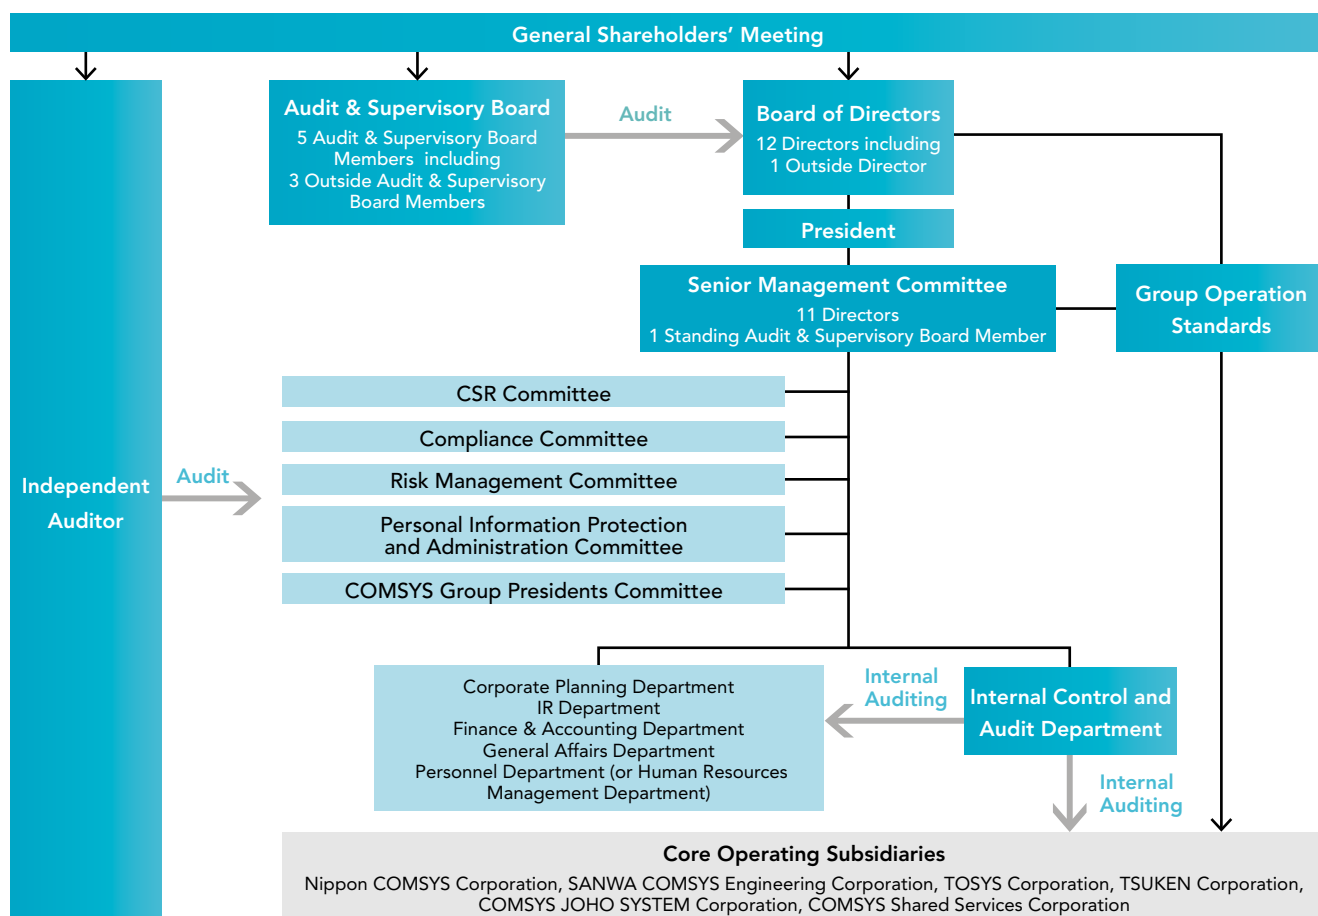 General Shareholders' Meeting
Audit & Supervisory Board
5 Audit & Supervisory Board
Members including
3 Outside Audit & Supervisory
Board Members
Audit
Board of Directors
12 Directors including
1 Outside Director
President
Senior Management Committee
11 Directors
1 Standing Audit & Supervisory Board Member
Group Operation
Standards
CSR Committee
Compliance Committee
Risk Management Committee
Personal Information Protection
and Administration Committee
COMSYS Group Presidents Committee
Independent
Auditor
Audit
Corporate Planning Department
IR Department
Finance & Accounting Department
General Affairs Department
Personnel Department (or Human Resources
Management Department)
Internal
Auditing
Internal Control and
Audit Department
Internal
Auditing
Core Operating Subsidiaries
Nippon COMSYS Corporation, SANWA COMSYS Engineering Corporation, TOSYS Corporation, TSUKEN Corporation,
COMSYS JOHO SYSTEM Corporation, COMSYS Shared Services Corporation